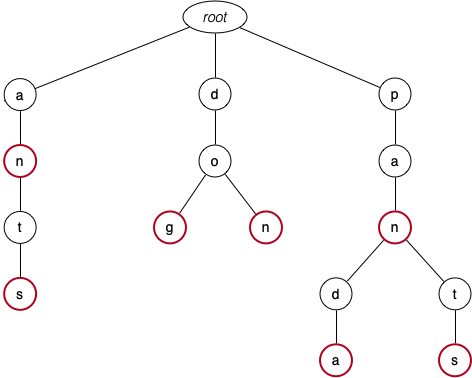 root
a d p
n o a
t g n n
s d t
a s